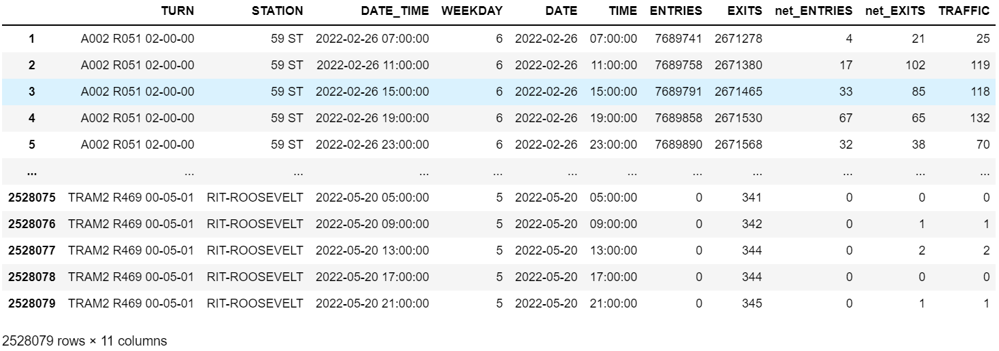 TURN STATION DATE_TIME WEEKDAY DATE TIME ENTRIES EXITS net_ENTRIES net_EXITS TRAFFIC
1 A002 R051 02-00-00 59 ST 2022-02-26 07:00:00 6 2022-02-26 07:00:00 7689741 2671278 4 21 25
2 A002 R051 02-00-00 59 ST 2022-02-26 11:00:00 6 2022-02-26 11:00:00 7689758 2671380 17 102 119
3 A002 R051 02-00-00 59 ST 2022-02-26 15:00:00 6 2022-02-26 15:00:00 7689791 2671465 33 85 118
4 A002 R051 02-00-00 59 ST 2022-02-26 19:00:00 6 2022-02-26 19:00:00 7689858 2671530 67 65 132
5 A002 R051 02-00-00 59 ST 2022-02-26 23:00:00 6 2022-02-26 23:00:00 7689890 2671568 32 38 70
... ... ... ... ... ... ... ... ... ... ... ...
2528075 TRAM2 R469 00-05-01 RIT-ROOSEVELT 2022-05-20 05:00:00 5 2022-05-20 05:00:00 0 341 0 0 0
2528076 TRAM2 R469 00-05-01 RIT-ROOSEVELT 2022-05-20 09:00:00 5 2022-05-20 09:00:00 0 342 0 1 1
2528077 TRAM2 R469 00-05-01 RIT-ROOSEVELT 2022-05-20 13:00:00 5 2022-05-20 13:00:00 0 344 0 2 2
2528078 TRAM2 R469 00-05-01 RIT-ROOSEVELT 2022-05-20 17:00:00 5 2022-05-20 17:00:00 0 344 0 0 0
2528079 TRAM2 R469 00-05-01 RIT-ROOSEVELT 2022-05-20 21:00:00 5 2022-05-20 21:00:00 0 345 0 1 1
2528079 rows × 11 columns